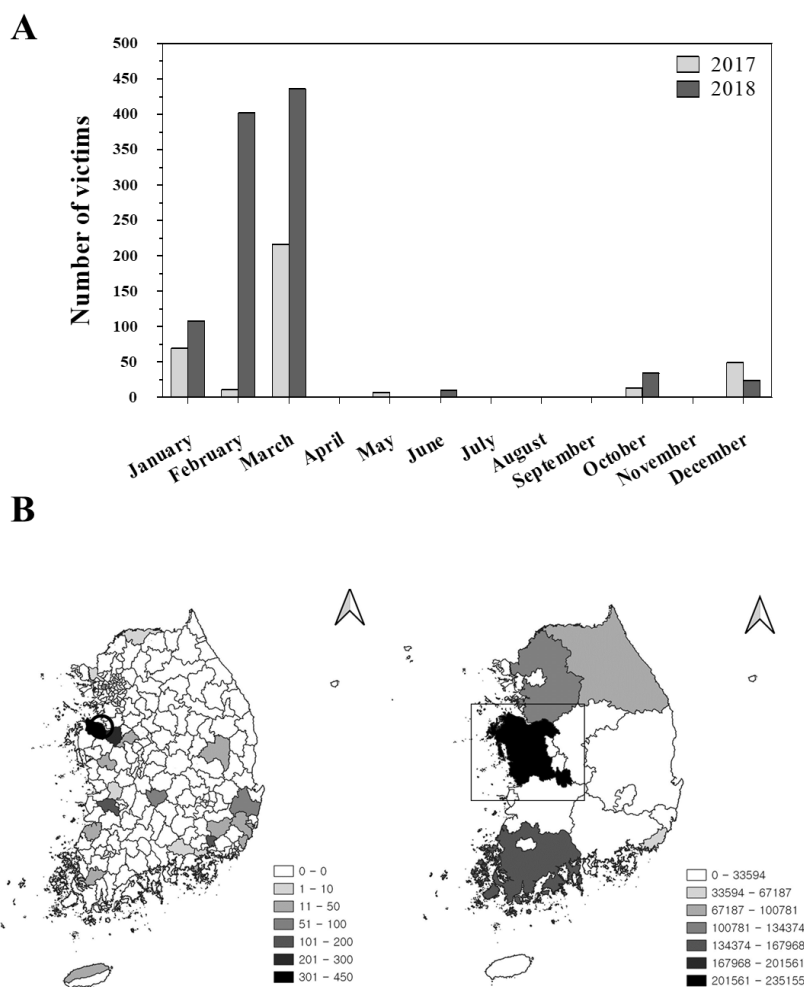 A
500
450
400
350
300
250
200
150
100
50
0
Number of victims
2017
2018
January
February
March
April
May
June
July
August
September
October
November
December
B
0 – 0
1 – 10
11 – 50
51 – 100
101 – 200
201 – 300
301 – 450
0 – 33594
33594 – 67187
67187 – 100781
100781 – 134374
134374 – 167968
167968 – 201561
201561 – 235155